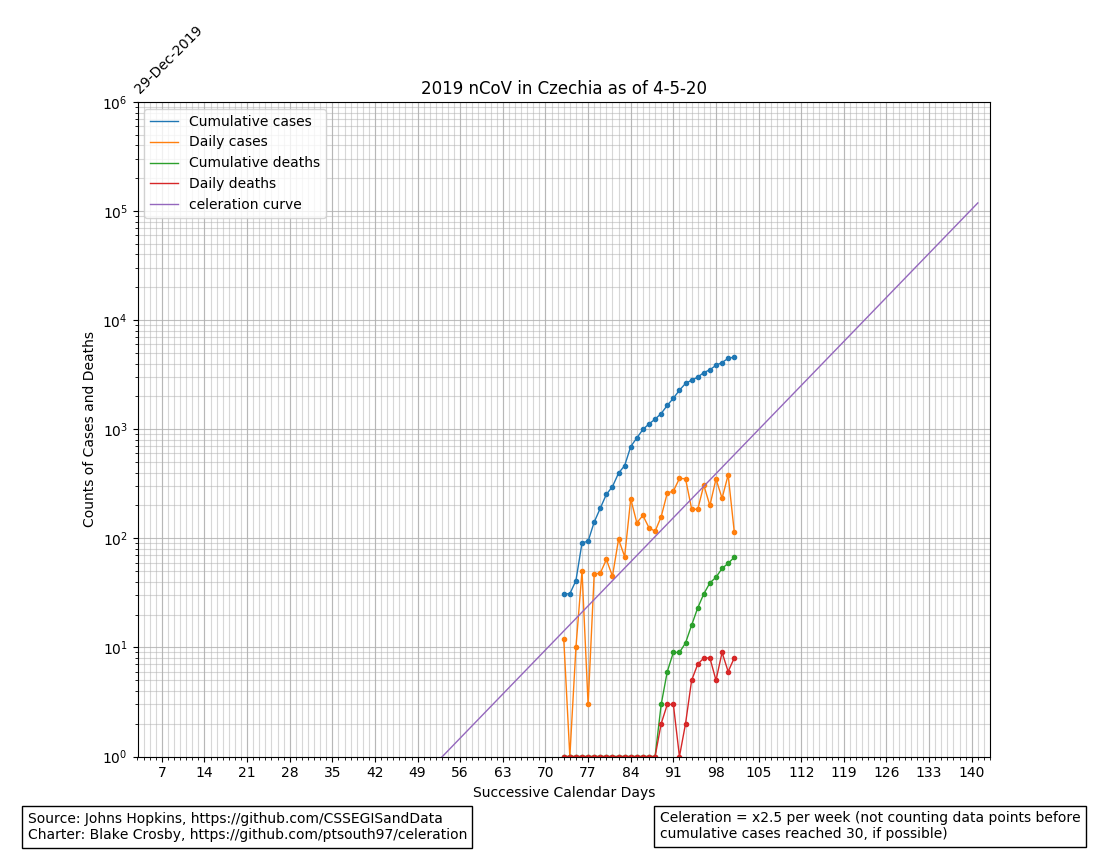 29-Dec-2019
2019 nCoV in Czechia as of 4-5-20
Cumulative cases
Daily cases
Cumulative deaths
Daily deaths
celeration curve
10^6
10^5
10^4
10^3
10^2
10^1
10^0
Counts of Cases and Deaths
7 14 21 28 35 42 49 56 63 70 77 84 91 98 105 112 119 126 133 140
Successive Calendar Days
Source: Johns Hopkins, https://github.com/CSSEGISandData
Charter: Blake Crosby, https://github.com/ptsouth97/celeration
Celeration = x2.5 per week (not counting data points before
cumulative cases reached 30, if possible)